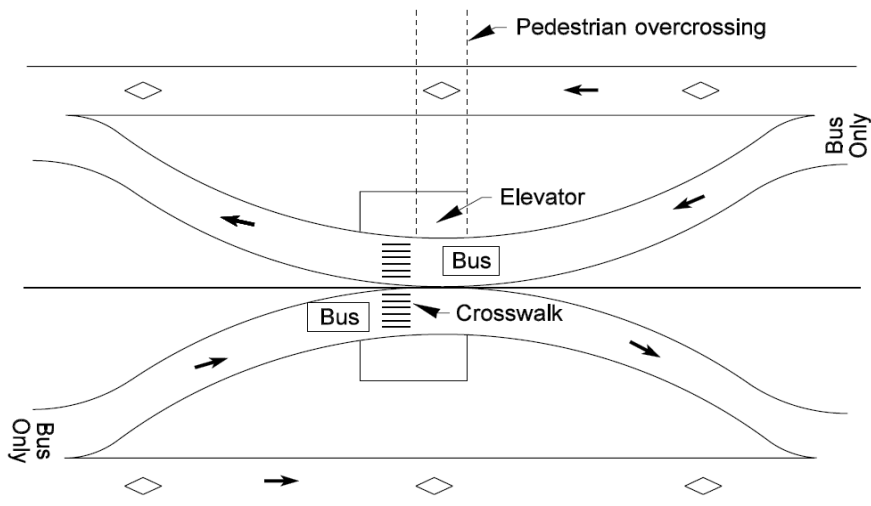 Pedestrian overcrossing
Bus
Only
Elevator
Bus
Bus
Crosswalk
Bus
Only